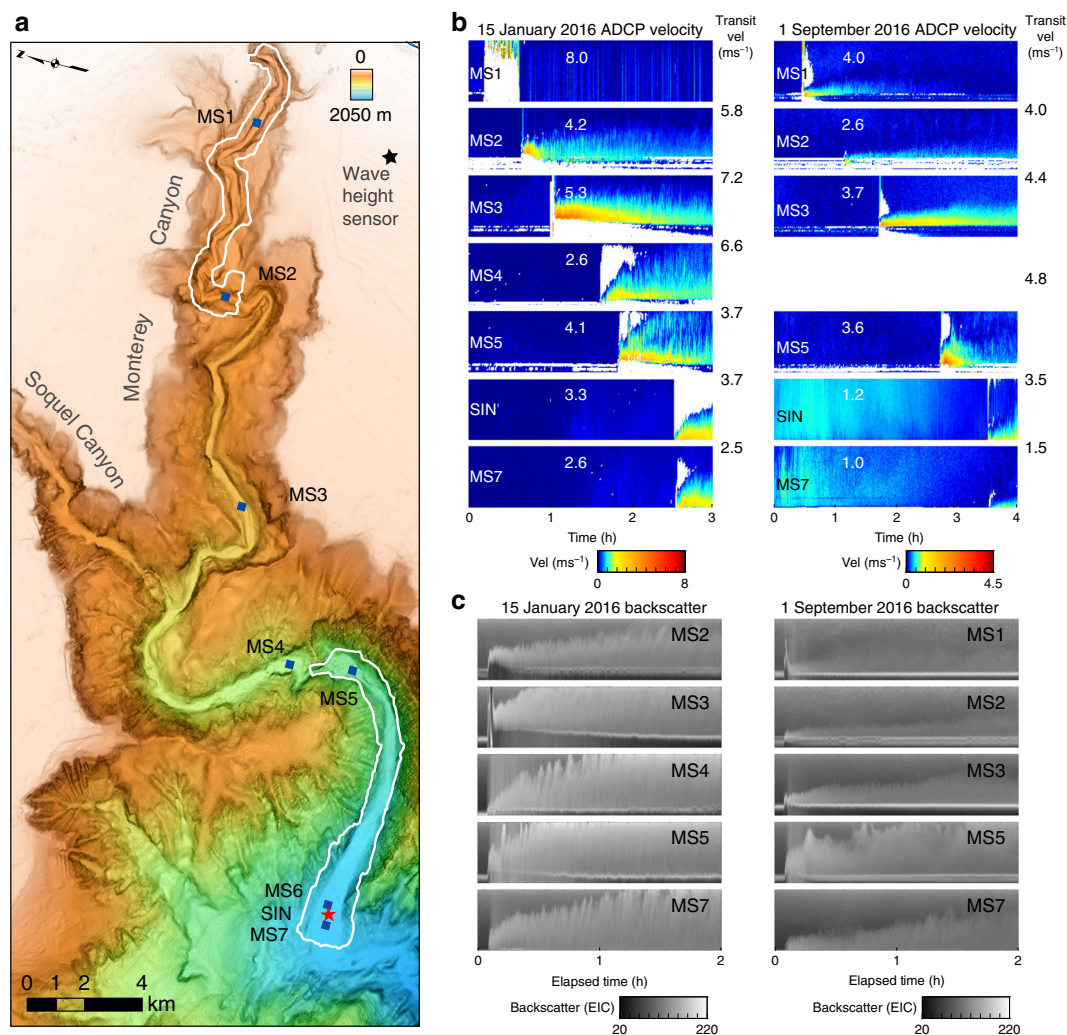 a
Z
0
2050 m
MS1
Wave
height
sensor
Canyon
MS2
Monterey
Soquel Canyon
MS3
MS4
MS5
MS6
SIN
MS7
0 1 2 4
km
b
15 January 2016 ADCP velocity
Transit
vel
(ms⁻¹)
MS1 8.0
5.8
MS2 4.2
7.2
MS3 5.3
6.6
MS4 2.6
3.7
MS5 4.1
3.7
SIN 3.3
2.5
MS7 2.6
0 1 2 3
Time (h)
Vel (ms⁻¹)
0 8
1 September 2016 ADCP velocity
Transit
vel
(ms⁻¹)
MS1 4.0
4.0
MS2 2.6
4.4
MS3 3.7
4.8
MS5 3.6
3.5
SIN 1.2
1.5
MS7 1.0
0 1 2 3 4
Time (h)
Vel (ms⁻¹)
0 4.5
c
15 January 2016 backscatter
MS2
MS3
MS4
MS5
MS7
0 1 2
Elapsed time (h)
Backscatter (EIC)
20 220
1 September 2016 backscatter
MS1
MS2
MS3
MS5
MS7
0 1 2
Elapsed time (h)
Backscatter (EIC)
20 220